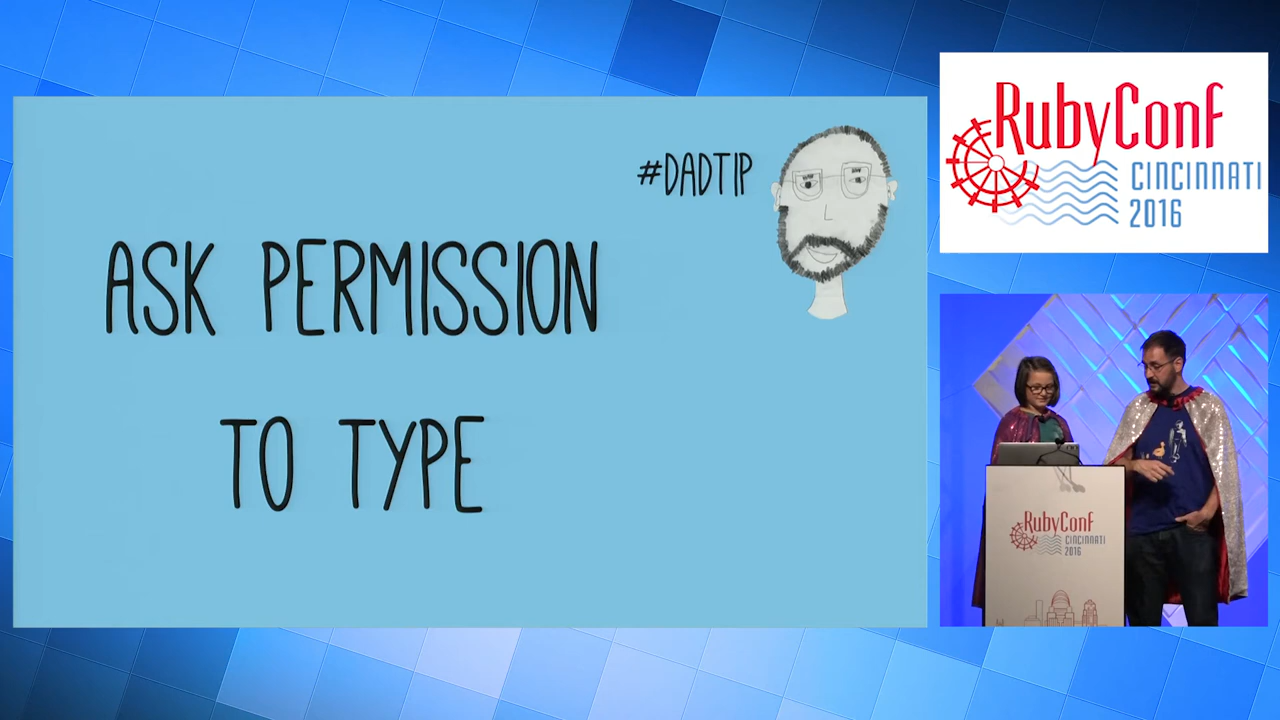 #DADTIP
ASK PERMISSION
TO TYPE
RubyConf
CINCINNATI
2016
RubyConf
CINCINNATI
2016